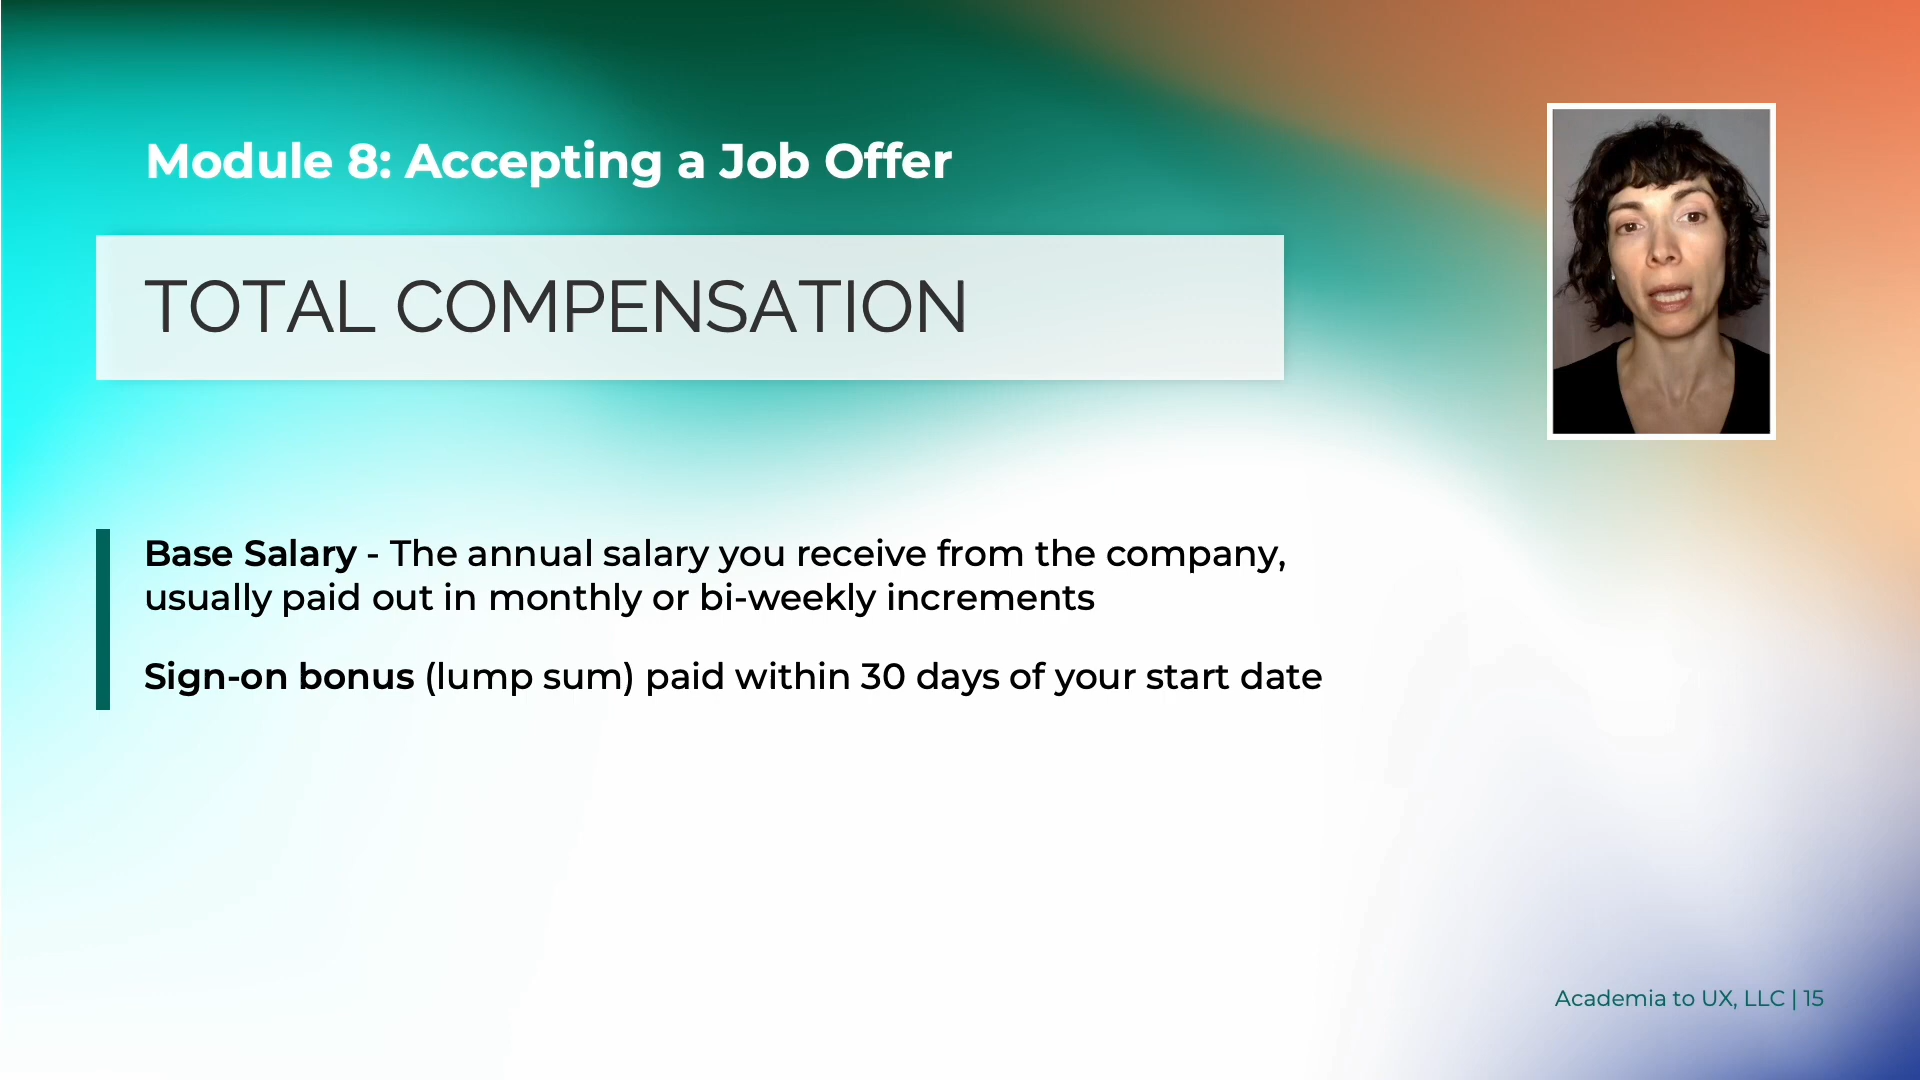 Module 8: Accepting a Job Offer
TOTAL COMPENSATION
Base Salary - The annual salary you receive from the company,
usually paid out in monthly or bi-weekly increments
Sign-on bonus (lump sum) paid within 30 days of your start date
Academia to UX, LLC | 15